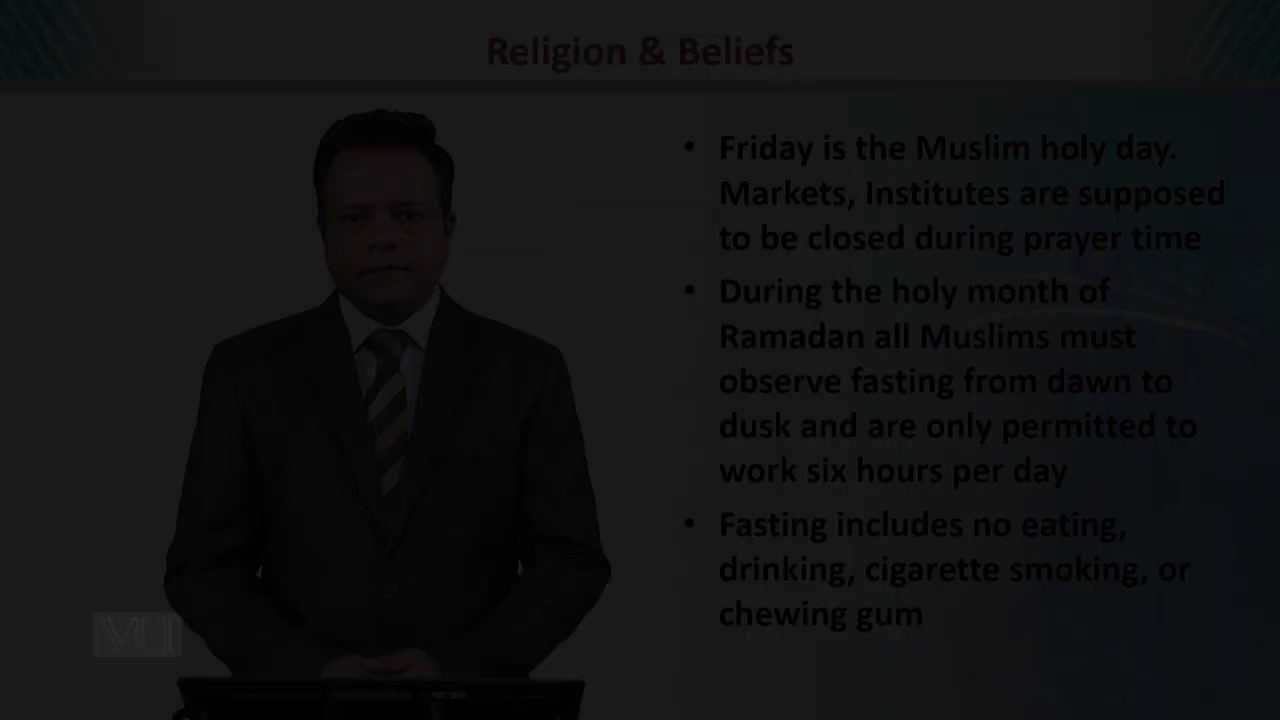 Religion & Beliefs
• Friday is the Muslim holy day.
Markets, Institutes are supposed
to be closed during prayer time
• During the holy month of
Ramadan all Muslims must
observe fasting from dawn to
dusk and are only permitted to
work six hours per day
• Fasting includes no eating,
drinking, cigarette smoking, or
chewing gum
VU